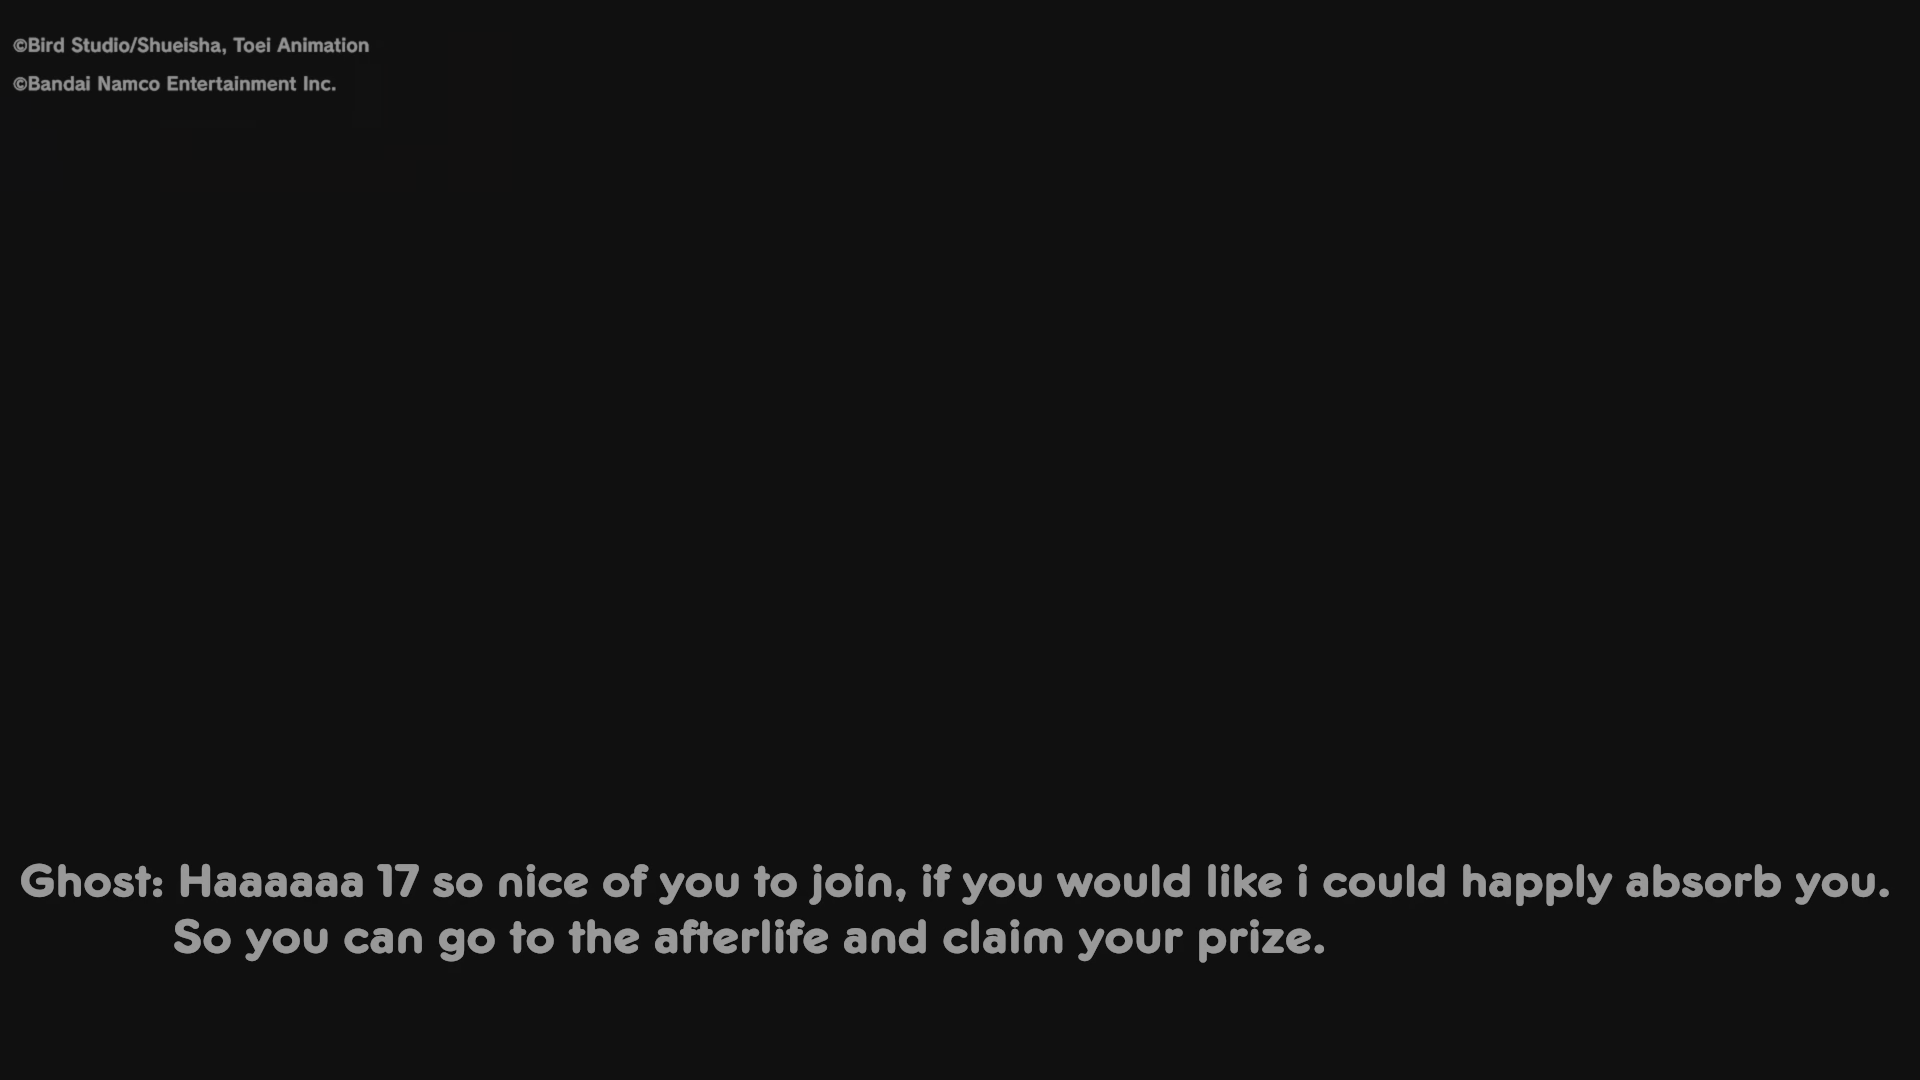 ©Bird Studio/Shueisha, Toei Animation
©Bandai Namco Entertainment Inc.
Ghost: Haaaaaa 17 so nice of you to join, if you would like i could happly absorb you.
So you can go to the afterlife and claim your prize.